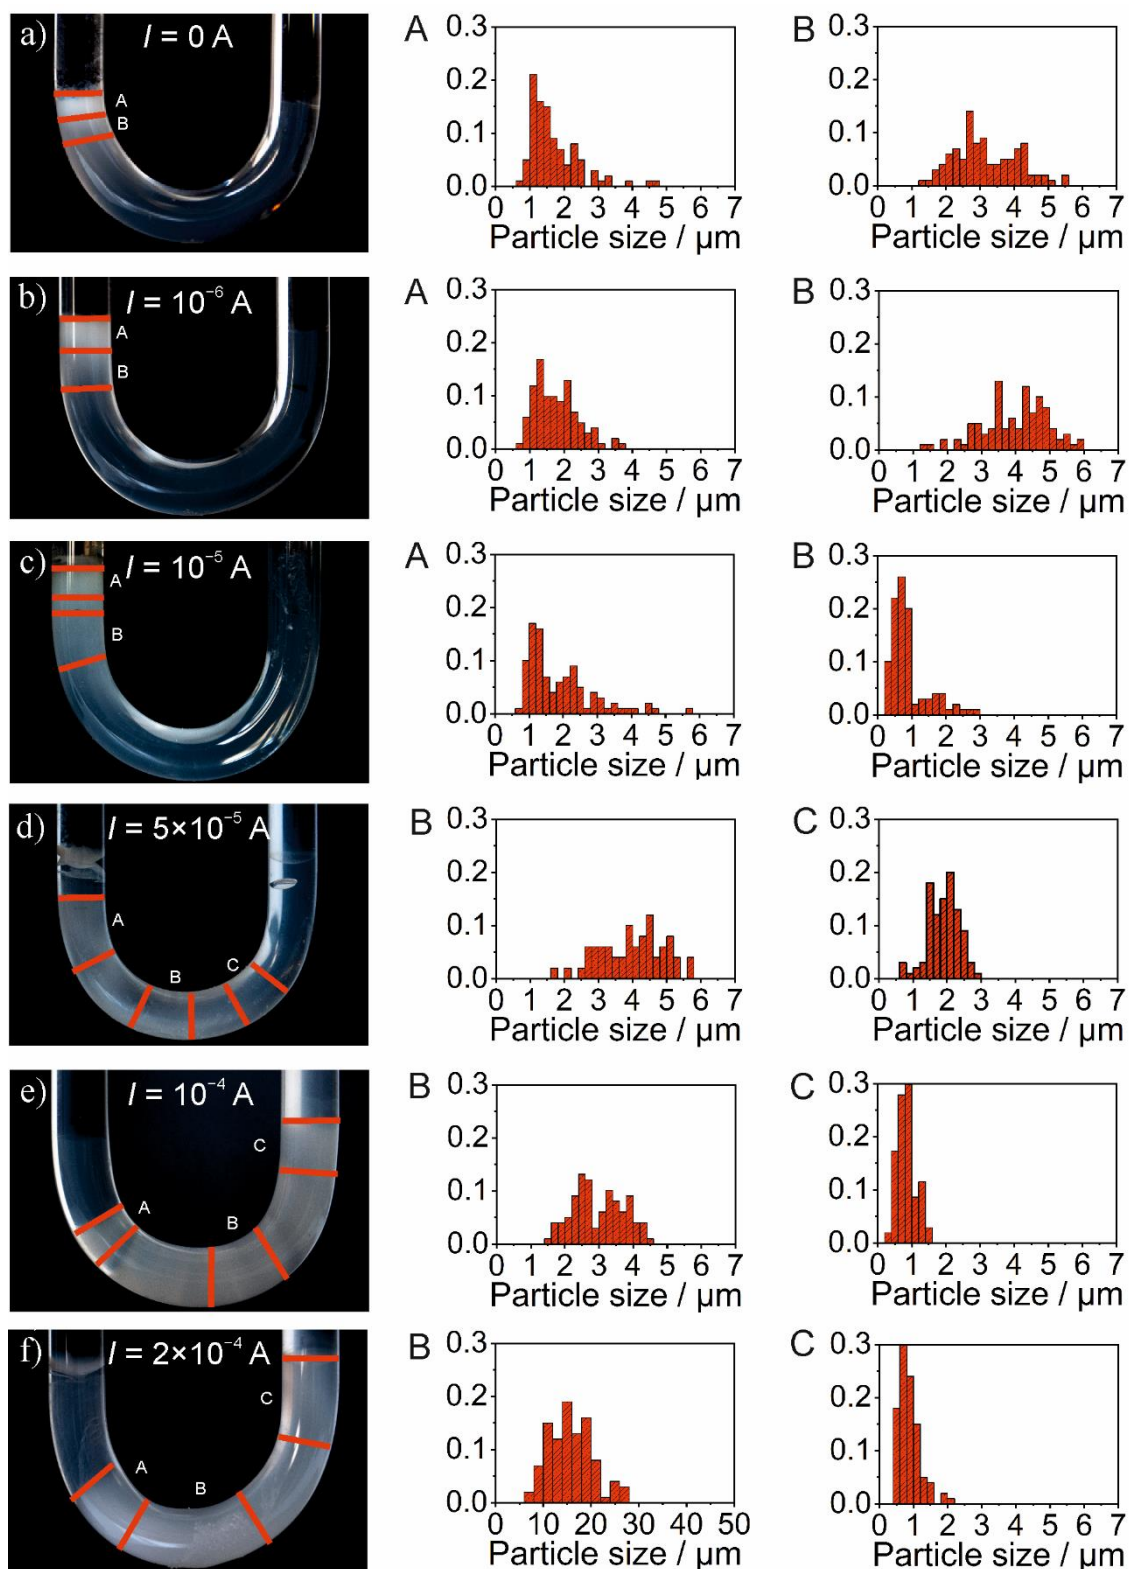 a)
I = 0 A
A
B
A
0.3
0.2
0.1
0.0
0 1 2 3 4 5 6 7
Particle size / μm
B
0.3
0.2
0.1
0.0
0 1 2 3 4 5 6 7
Particle size / μm
b)
I = 10⁻⁶ A
A
B
A
0.3
0.2
0.1
0.0
0 1 2 3 4 5 6 7
Particle size / μm
B
0.3
0.2
0.1
0.0
0 1 2 3 4 5 6 7
Particle size / μm
c)
I = 10⁻⁵ A
A
B
A
0.3
0.2
0.1
0.0
0 1 2 3 4 5 6 7
Particle size / μm
B
0.3
0.2
0.1
0.0
0 1 2 3 4 5 6 7
Particle size / μm
d)
I = 5×10⁻⁵ A
A
B
C
B
0.3
0.2
0.1
0.0
0 1 2 3 4 5 6 7
Particle size / μm
C
0.3
0.2
0.1
0.0
0 1 2 3 4 5 6 7
Particle size / μm
e)
I = 10⁻⁴ A
A
B
C
B
0.3
0.2
0.1
0.0
0 1 2 3 4 5 6 7
Particle size / μm
C
0.3
0.2
0.1
0.0
0 1 2 3 4 5 6 7
Particle size / μm
f)
I = 2×10⁻⁴ A
A
B
C
B
0.3
0.2
0.1
0.0
10 20 30 40 50
Particle size / μm
C
0.3
0.2
0.1
0.0
0 1 2 3 4 5 6 7
Particle size / μm